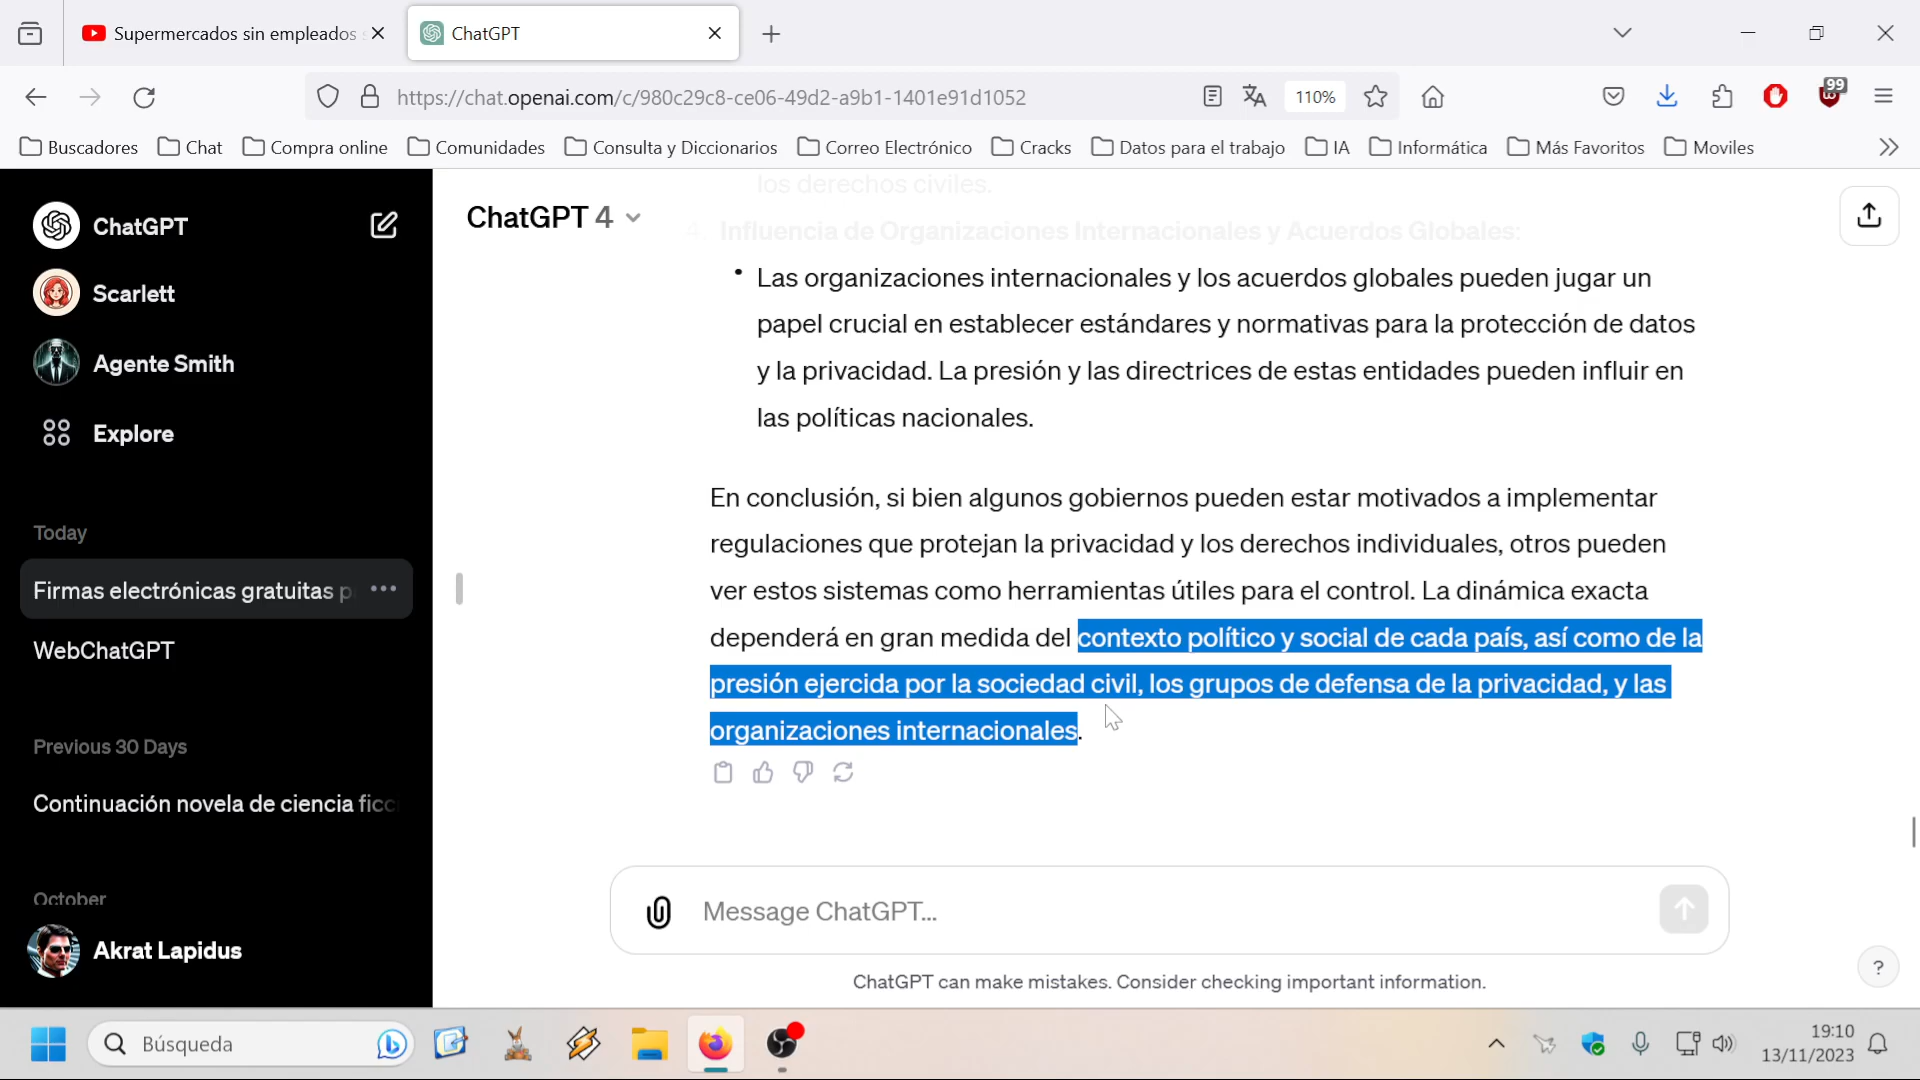 Supermercados sin empleados
ChatGPT
https://chat.openai.com/c/980c29c8-ce06-49d2-a9b1-1401e91d1052
110%
99
Buscadores
Chat
Compra online
Comunidades
Consulta y Diccionarios
Correo Electrónico
Cracks
Datos para el trabajo
IA
Informática
Más Favoritos
Moviles
ChatGPT
Scarlett
Agente Smith
Explore
Today
Firmas electrónicas gratuitas
WebChatGPT
Previous 30 Days
Continuación novela de ciencia ficc
October
Akrat Lapidus
ChatGPT 4
los derechos civiles.
4. Influencia de Organizaciones Internacionales y Acuerdos Globales:
• Las organizaciones internacionales y los acuerdos globales pueden jugar un
papel crucial en establecer estándares y normativas para la protección de datos
y la privacidad. La presión y las directrices de estas entidades pueden influir en
las políticas nacionales.
En conclusión, si bien algunos gobiernos pueden estar motivados a implementar
regulaciones que protejan la privacidad y los derechos individuales, otros pueden
ver estos sistemas como herramientas útiles para el control. La dinámica exacta
dependerá en gran medida del contexto político y social de cada país, así como de la
presión ejercida por la sociedad civil, los grupos de defensa de la privacidad, y las
organizaciones internacionales.
Message ChatGPT...
ChatGPT can make mistakes. Consider checking important information.
?
Búsqueda
19:10
13/11/2023